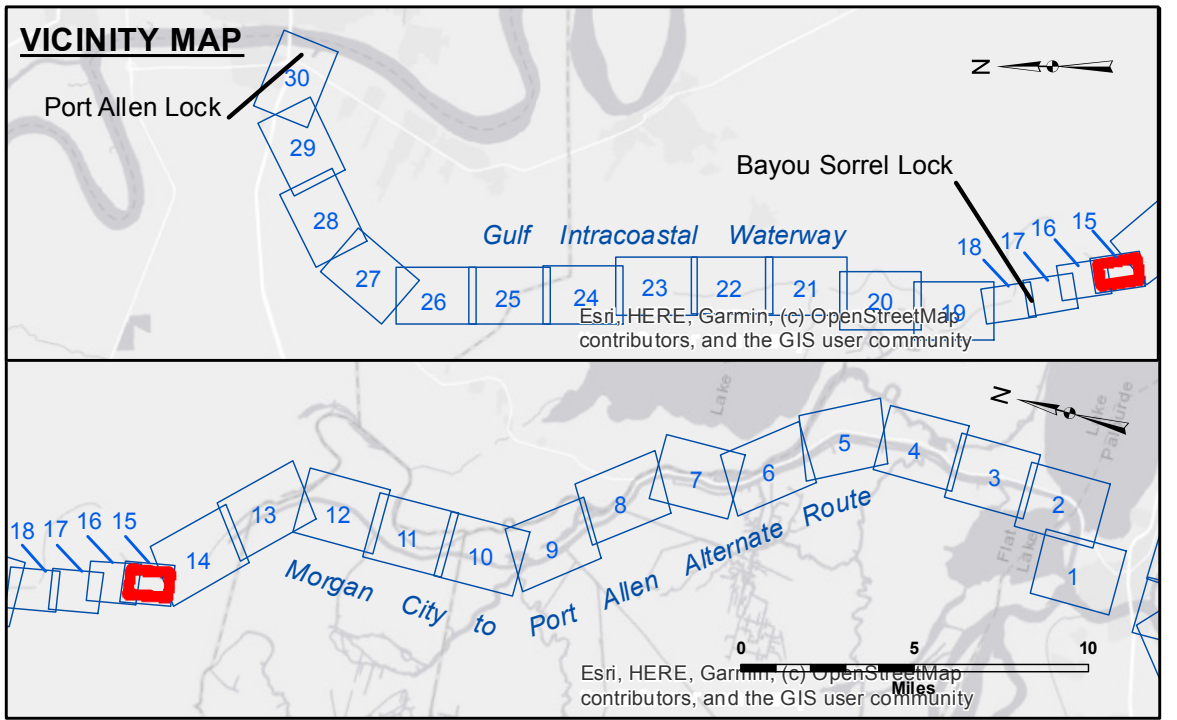 VICINITY MAP
Port Allen Lock
30
29
28
27
26
25
24
23
22
21
20
19
18
17
16
15
Gulf Intracoastal Waterway
Bayou Sorrel Lock
N
Esri, HERE, Garmin, (c) OpenStreetMap
contributors, and the GIS user community
18
17
16
15
14
13
12
11
10
9
8
7
6
5
4
3
2
1
Morgan City to Port Allen Alternate Route
Lake
N
Lake
Flat
Lake
0
5
10
Miles
Esri, HERE, Garmin, (c) OpenStreetMap
contributors, and the GIS user community